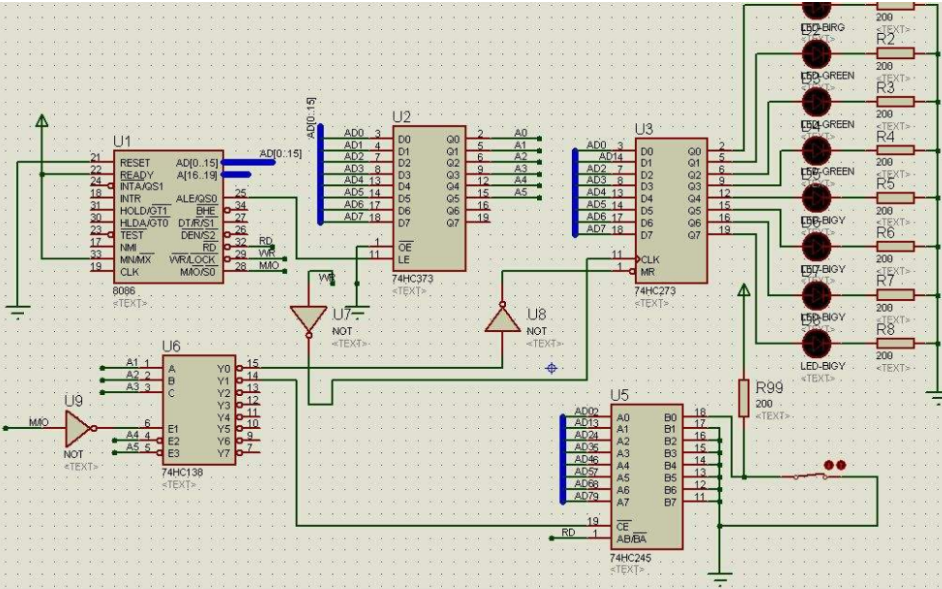 U1
21 RESET AD[0..15] AD[0..15]
22 READY A[16..19]
24 INTA/QS1
18 INTR ALE/QS0 25
31 HOLD/GT1 BHE 34
30 HLDA/GT0 DT/R/S1 27
23 TEST DEN/S2 26
17 NMI RD 32 RD
33 MN/MX WR/LOCK 29 WR
19 CLK M/IO/S0 28 M/IO
8086
<TEXT>
AD[0..15]
U2
AD0 3 D0 Q0 2 A0
AD1 4 D1 Q1 5 A1
AD2 7 D2 Q2 6 A2
AD3 8 D3 Q3 9 A3
AD4 13 D4 Q4 12 A4
AD5 14 D5 Q5 15 A5
AD6 17 D6 Q6 16
AD7 18 D7 Q7 19
1 OE
11 LE
74HC373
<TEXT>
U3
AD0 3 D0 Q0 2
AD1 4 D1 Q1 5
AD2 7 D2 Q2 6
AD3 8 D3 Q3 9
AD4 13 D4 Q4 12
AD5 14 D5 Q5 15
AD6 17 D6 Q6 16
AD7 18 D7 Q7 19
11 CLK
1 MR
74HC273
<TEXT>
200
LED-BIRG
<TEXT>
R2
200
LED-GREEN
<TEXT>
R3
200
LED-GREEN
<TEXT>
R4
200
<TEXT>
R5
200
LED-BIGY
<TEXT>
R6
200
LED-BIGY
<TEXT>
R7
200
LED-BIGY
<TEXT>
R8
200
LED-BIGY
<TEXT>
<TEXT>
WR
U7
NOT
<TEXT>
U8
NOT
<TEXT>
U6
A1 1 A Y0 15
A2 2 B Y1 14
A3 3 C Y2 13
Y3 12
Y4 11
6 E1 Y5 10
A4 4 E2 Y6 9
A5 5 E3 Y7 7
74HC138
<TEXT>
M/IO
U9
NOT
<TEXT>
U5
AD0 2 A0 B0 18
AD1 3 A1 B1 17
AD2 4 A2 B2 16
AD3 5 A3 B3 15
AD4 6 A4 B4 14
AD5 7 A5 B5 13
AD6 8 A6 B6 12
AD7 9 A7 B7 11
19 CE
RD 1 AB/BA
74HC245
<TEXT>
R99
200
<TEXT>